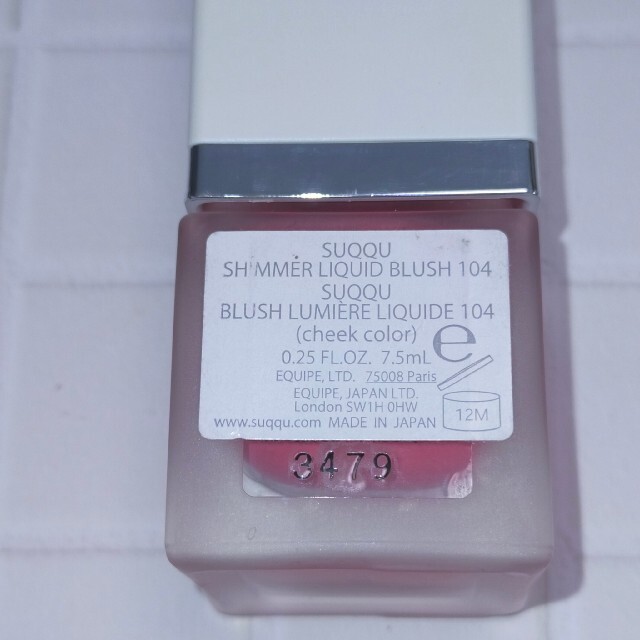 SUQQU
SHIMMER LIQUID BLUSH 104
SUQQU
BLUSH LUMIÈRE LIQUIDE 104
(cheek color)
0.25 FL.OZ. 7.5mL e
EQUIPE, LTD. 75008 Paris
EQUIPE, JAPAN LTD.
London SW1H 0HW
www.suqqu.com MADE IN JAPAN
12M
3479